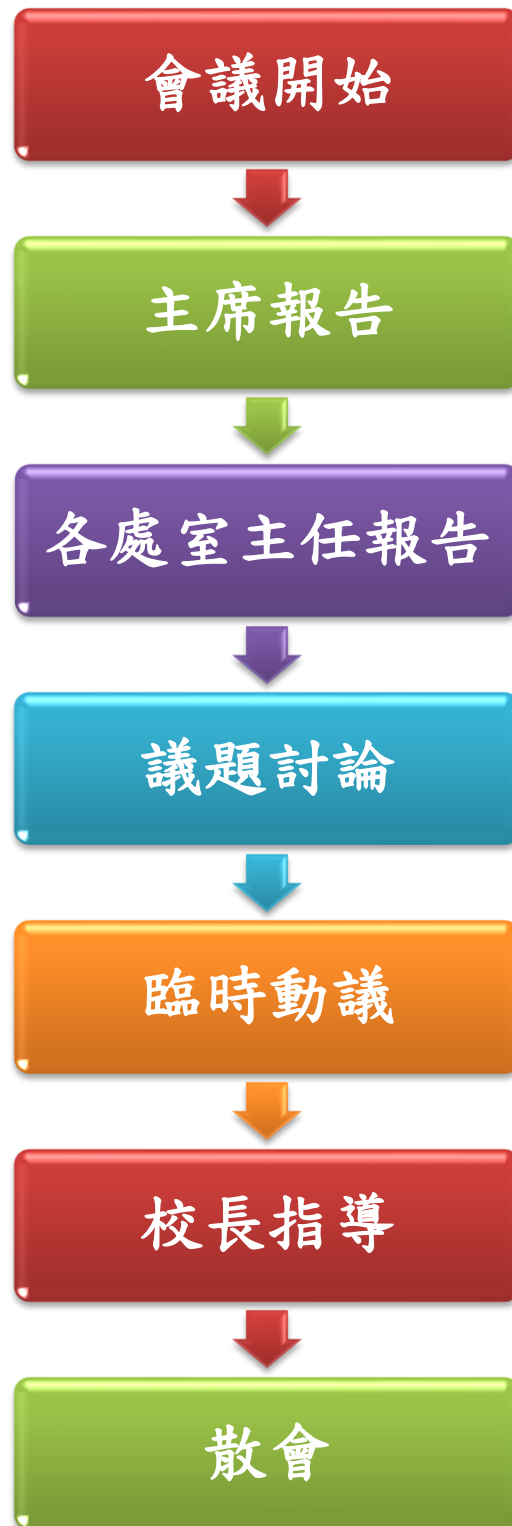 會議開始
主席報告
各處室主任報告
議題討論
臨時動議
校長指導
散會